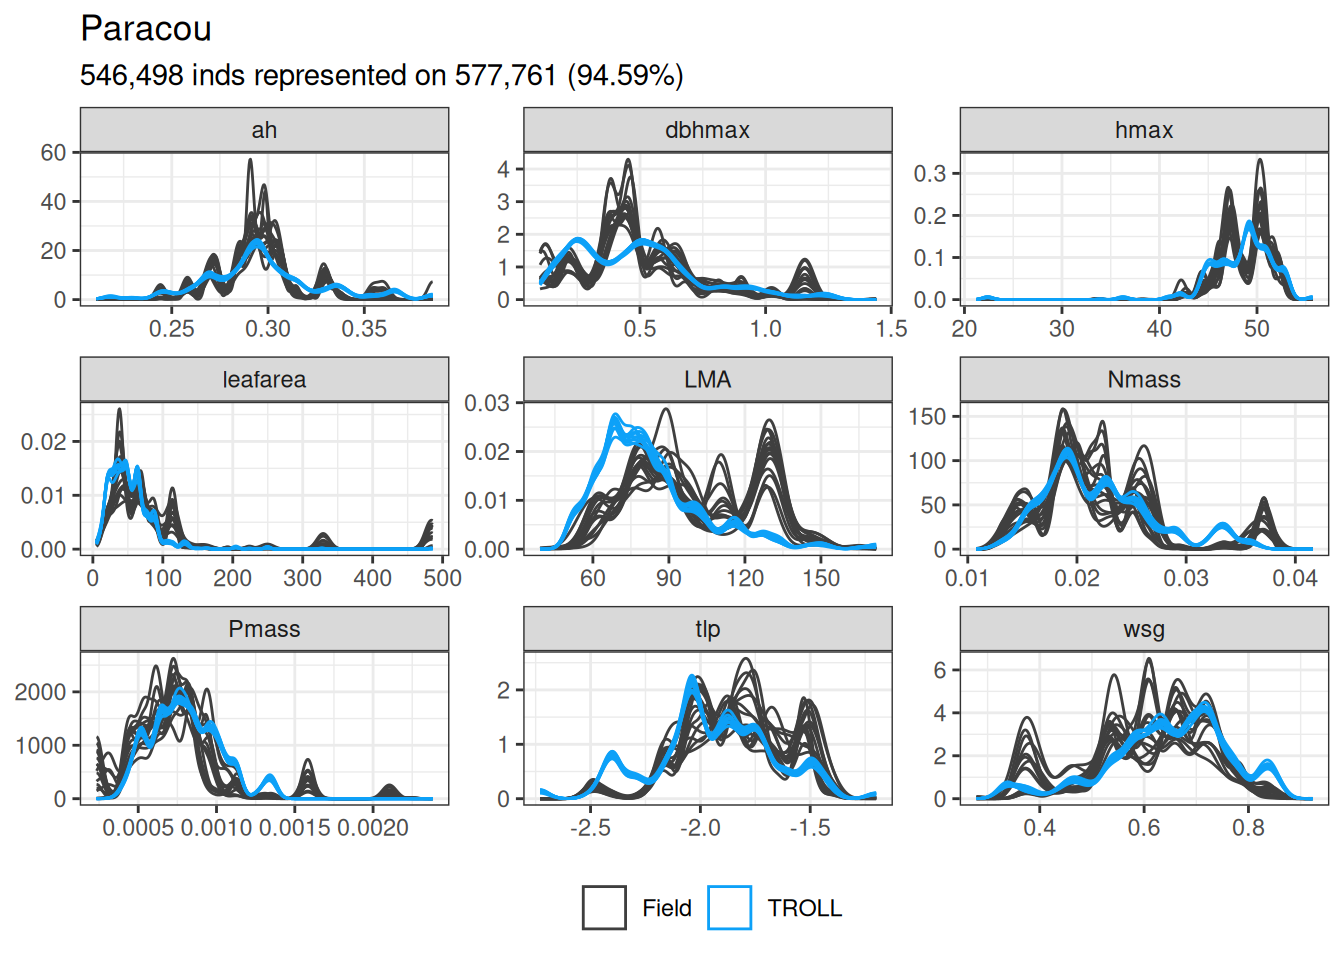 Paracou
546,498 inds represented on 577,761 (94.59%)
ah
dbhmax
hmax
60
40
20
0
0.25 0.30 0.35
4
3
2
1
0
0.5 1.0 1.5
0.3
0.2
0.1
0.0
20 30 40 50
leafarea
LMA
Nmass
0.02
0.01
0.00
0 100 200 300 400 500
0.03
0.02
0.01
0.00
60 90 120 150
150
100
50
0
0.01 0.02 0.03 0.04
Pmass
tlp
wsg
2000
1000
0
0.0005 0.0010 0.0015 0.0020
2
1
0
-2.5 -2.0 -1.5
6
4
2
0
0.4 0.6 0.8
Field TROLL